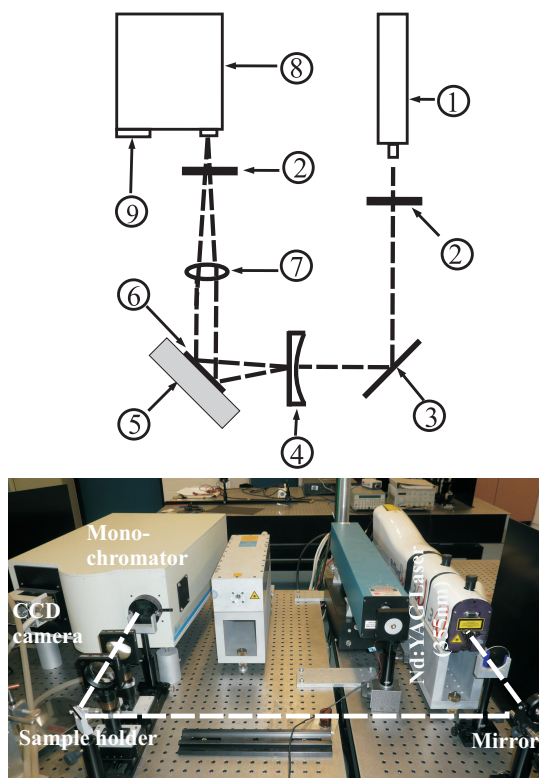 ⑧
①
②
②
⑨
⑦
⑥
⑤
③
④
Mono-
chromator
CCD
camera
Nd:YAG Laser
(355nm)
Sample holder
Mirror